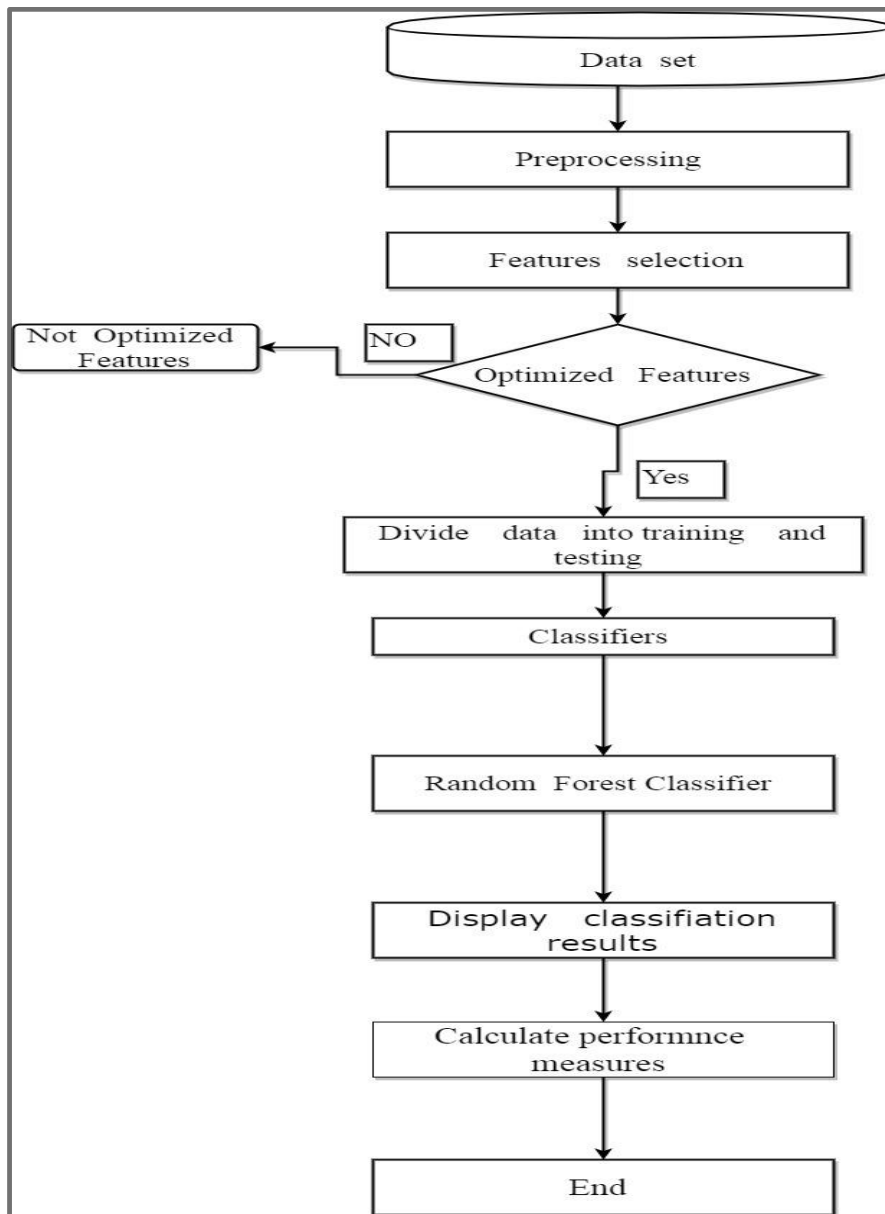 Data set
Preprocessing
Features selection
Not Optimized
Features
NO
Optimized Features
Yes
Divide data into training and
testing
Classifiers
Random Forest Classifier
Display classifiation
results
Calculate performnce
measures
End